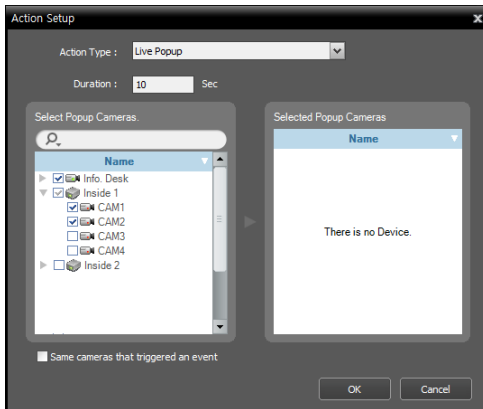 Action Setup
x
Action Type : Live Popup
Duration : 10 Sec
Select Popup Cameras.
Name
Info. Desk
Inside 1
CAM1
CAM2
CAM3
CAM4
Inside 2
Selected Popup Cameras
Name
There is no Device.
Same cameras that triggered an event
OK Cancel